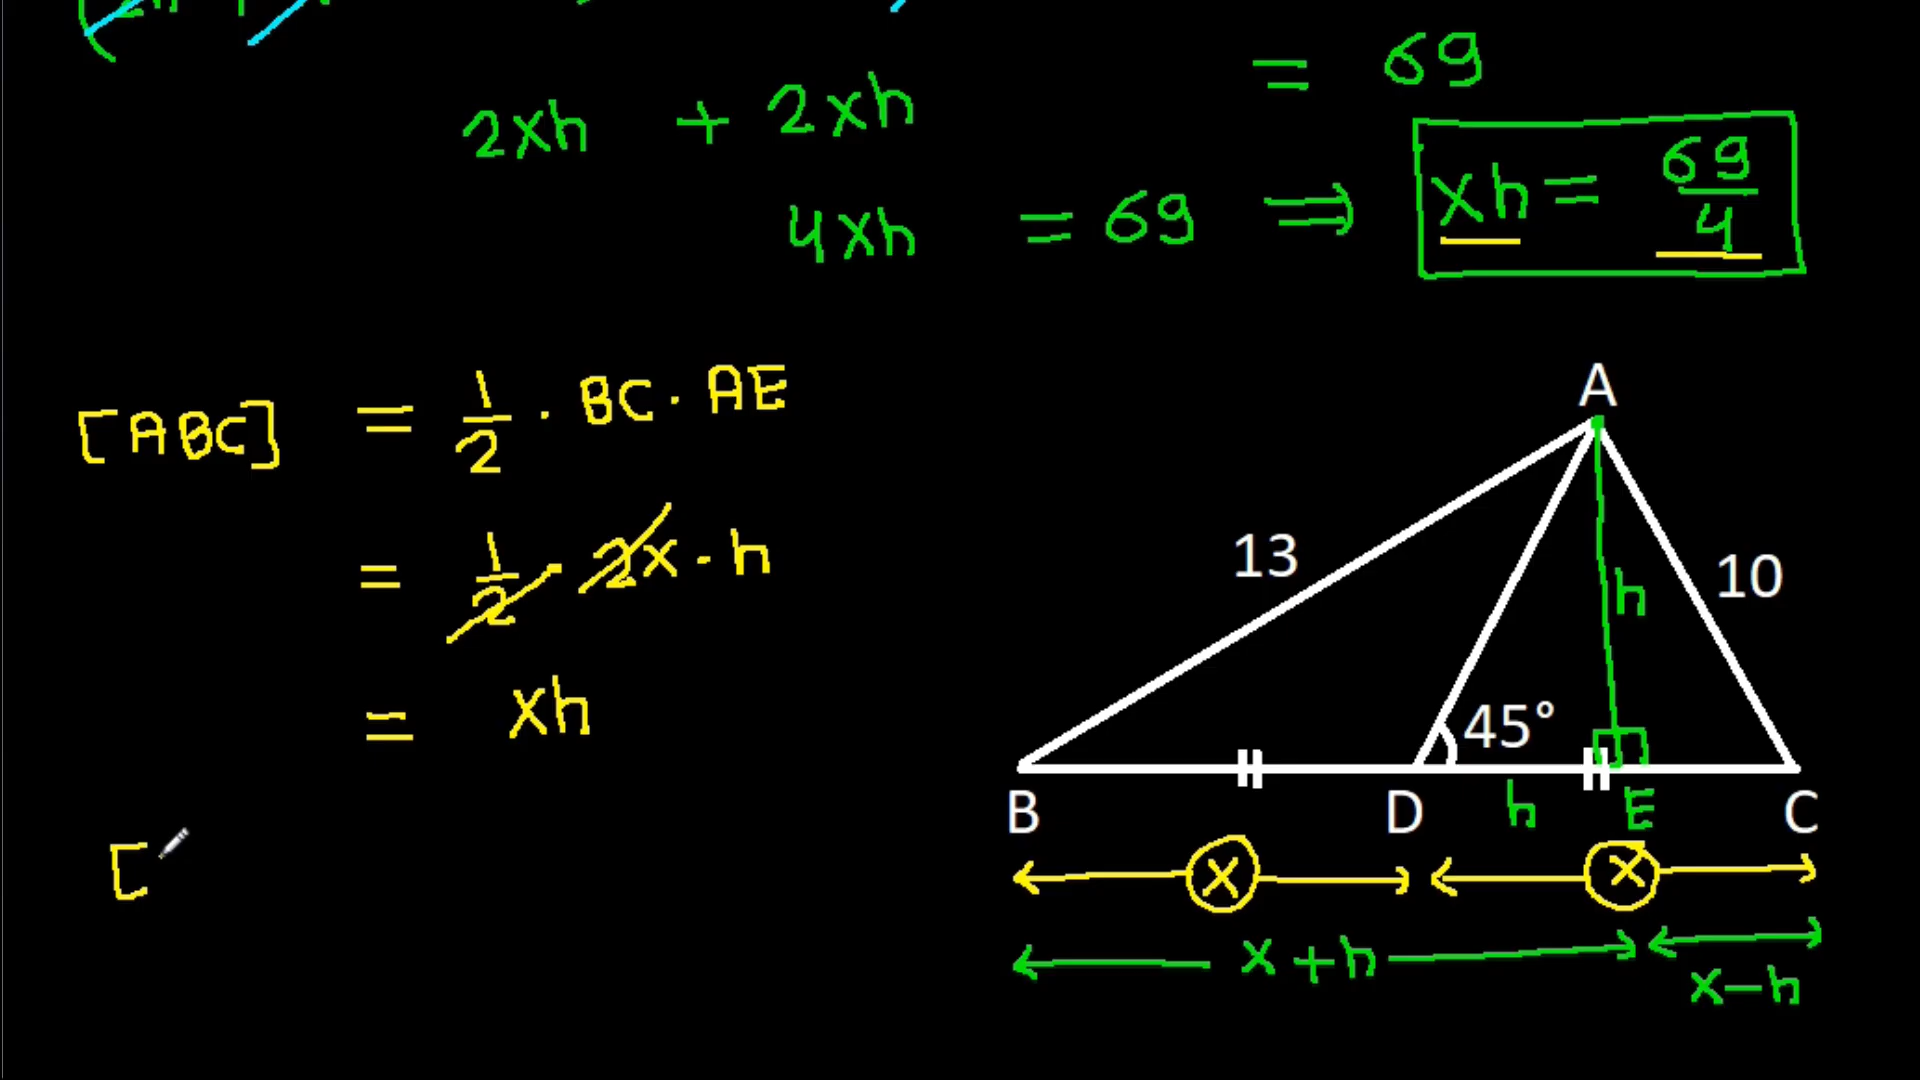 = 69
2xh + 2xh
4xh = 69 ⇒ xh = 69/4
[ABC] = 1/2 · BC · AE
= 1/2 · 2x · h
= xh
[
A
13
h
10
45°
B D h E C
x x
x + h
x - h